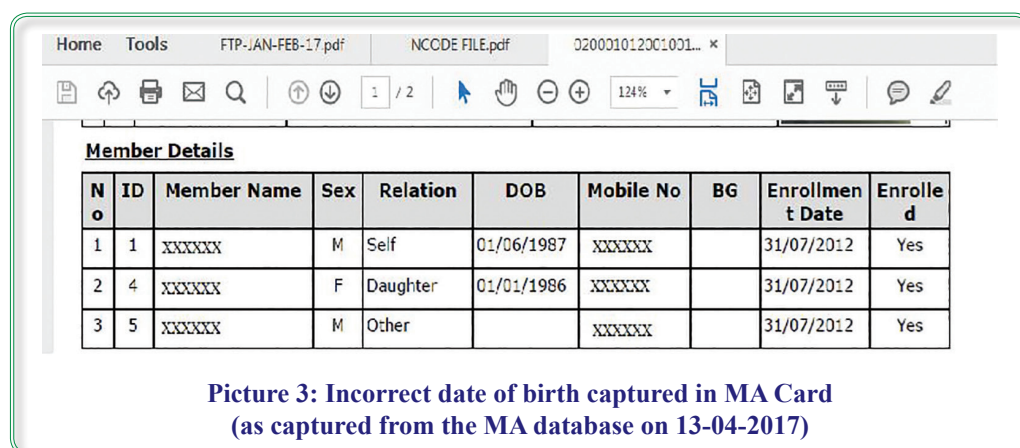 Home Tools FTP-JAN-FEB-17.pdf NCODE FILE.pdf 020001012001001... ×
1 / 2 124%
Member Details
N o ID Member Name Sex Relation DOB Mobile No BG Enrollmen t Date Enrolle d
1 1 XXXXXX M Self 01/06/1987 XXXXXX 31/07/2012 Yes
2 4 XXXXXX F Daughter 01/01/1986 XXXXXX 31/07/2012 Yes
3 5 XXXXXX M Other XXXXXX 31/07/2012 Yes
Picture 3: Incorrect date of birth captured in MA Card
(as captured from the MA database on 13-04-2017)